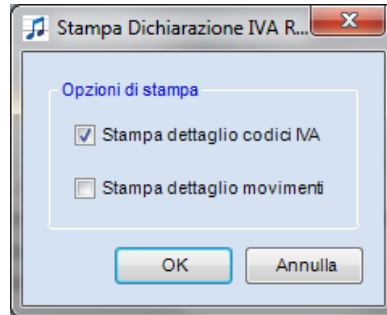 Stampa Dichiarazione IVA R...
Opzioni di stampa
Stampa dettaglio codici IVA
Stampa dettaglio movimenti
OK
Annulla